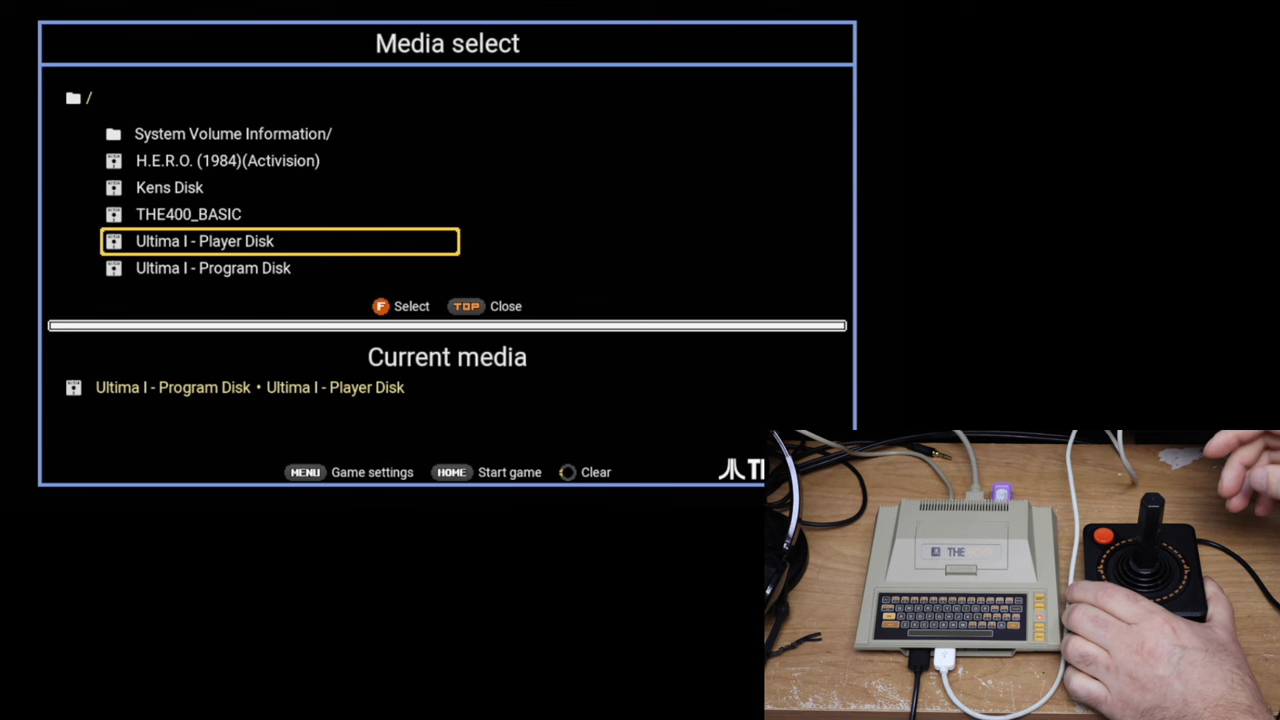 Media select
/
System Volume Information/
H.E.R.O. (1984)(Activision)
Kens Disk
THE400_BASIC
Ultima I - Player Disk
Ultima I - Program Disk
F Select TOP Close
Current media
Ultima I - Program Disk • Ultima I - Player Disk
MENU Game settings HOME Start game Clear
THE